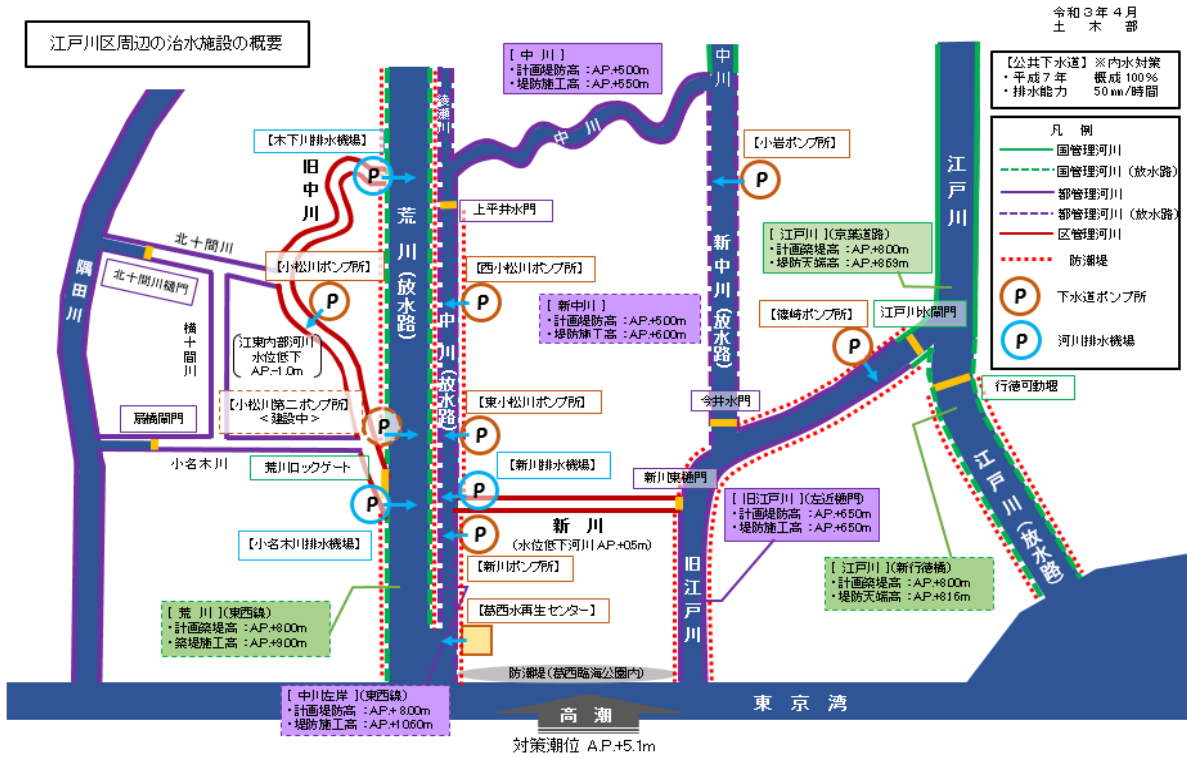 江戸川区周辺の治水施設の概要
令和３年４月
土　木　部
【公共下水道】※内水対策
・平成７年　概成100%
・排水能力　50㎜/時間
凡　例
国管理河川
国管理河川（放水路）
都管理河川
都管理河川（放水路）
区管理河川
防潮堤
P 下水道ポンプ所
P 河川排水機場
[ 中 川 ]
・計画堤防高：A.P.+5.00m
・堤防施工高：A.P.+5.50m
中川
綾瀬川
中川
【木下川排水機場】
P
旧中川
【小岩ポンプ所】
P
江戸川
荒川（放水路）
上平井水門
新中川（放水路）
[ 江戸川 ](京葉道路)
・計画築堤高：A.P.+8.00m
・堤防天端高：A.P.+8.69m
北十間川
北十間川樋門
隅田川
【小松川ポンプ所】
P
【西小松川ポンプ所】
P
[ 新中川 ]
・計画堤防高：A.P.+5.00m
・堤防施工高：A.P.+6.00m
【篠崎ポンプ所】
P
江戸川水閘門
横十間川
江東内部河川
水位低下
A.P.-1.0m
中川（放水路）
行徳可動堰
【小松川第二ポンプ所】
＜建設中＞
P
【東小松川ポンプ所】
P
今井水門
扇橋閘門
小名木川
荒川ロックゲート
【新川排水機場】
P
新川東樋門
江戸川（放水路）
P
【小名木川排水機場】
新　川
(水位低下河川 A.P.+0.5m)
P
【新川ポンプ所】
[ 旧江戸川 ](左近樋門)
・計画堤防高：A.P.+6.50m
・堤防施工高：A.P.+6.50m
旧江戸川
[ 江戸川 ](新行徳橋)
・計画築堤高：A.P.+8.00m
・堤防天端高：A.P.+8.16m
[ 荒 川 ](東西線)
・計画築堤高：A.P.+8.00m
・築堤施工高：A.P.+9.00m
【葛西水再生センター】
防潮堤(葛西臨海公園内)
[ 中川左岸 ](東西線)
・計画堤防高：A.P.+ 8.00m
・堤防施工高：A.P.+10.60m
東　京　湾
高　潮
対策潮位 A.P.+5.1m